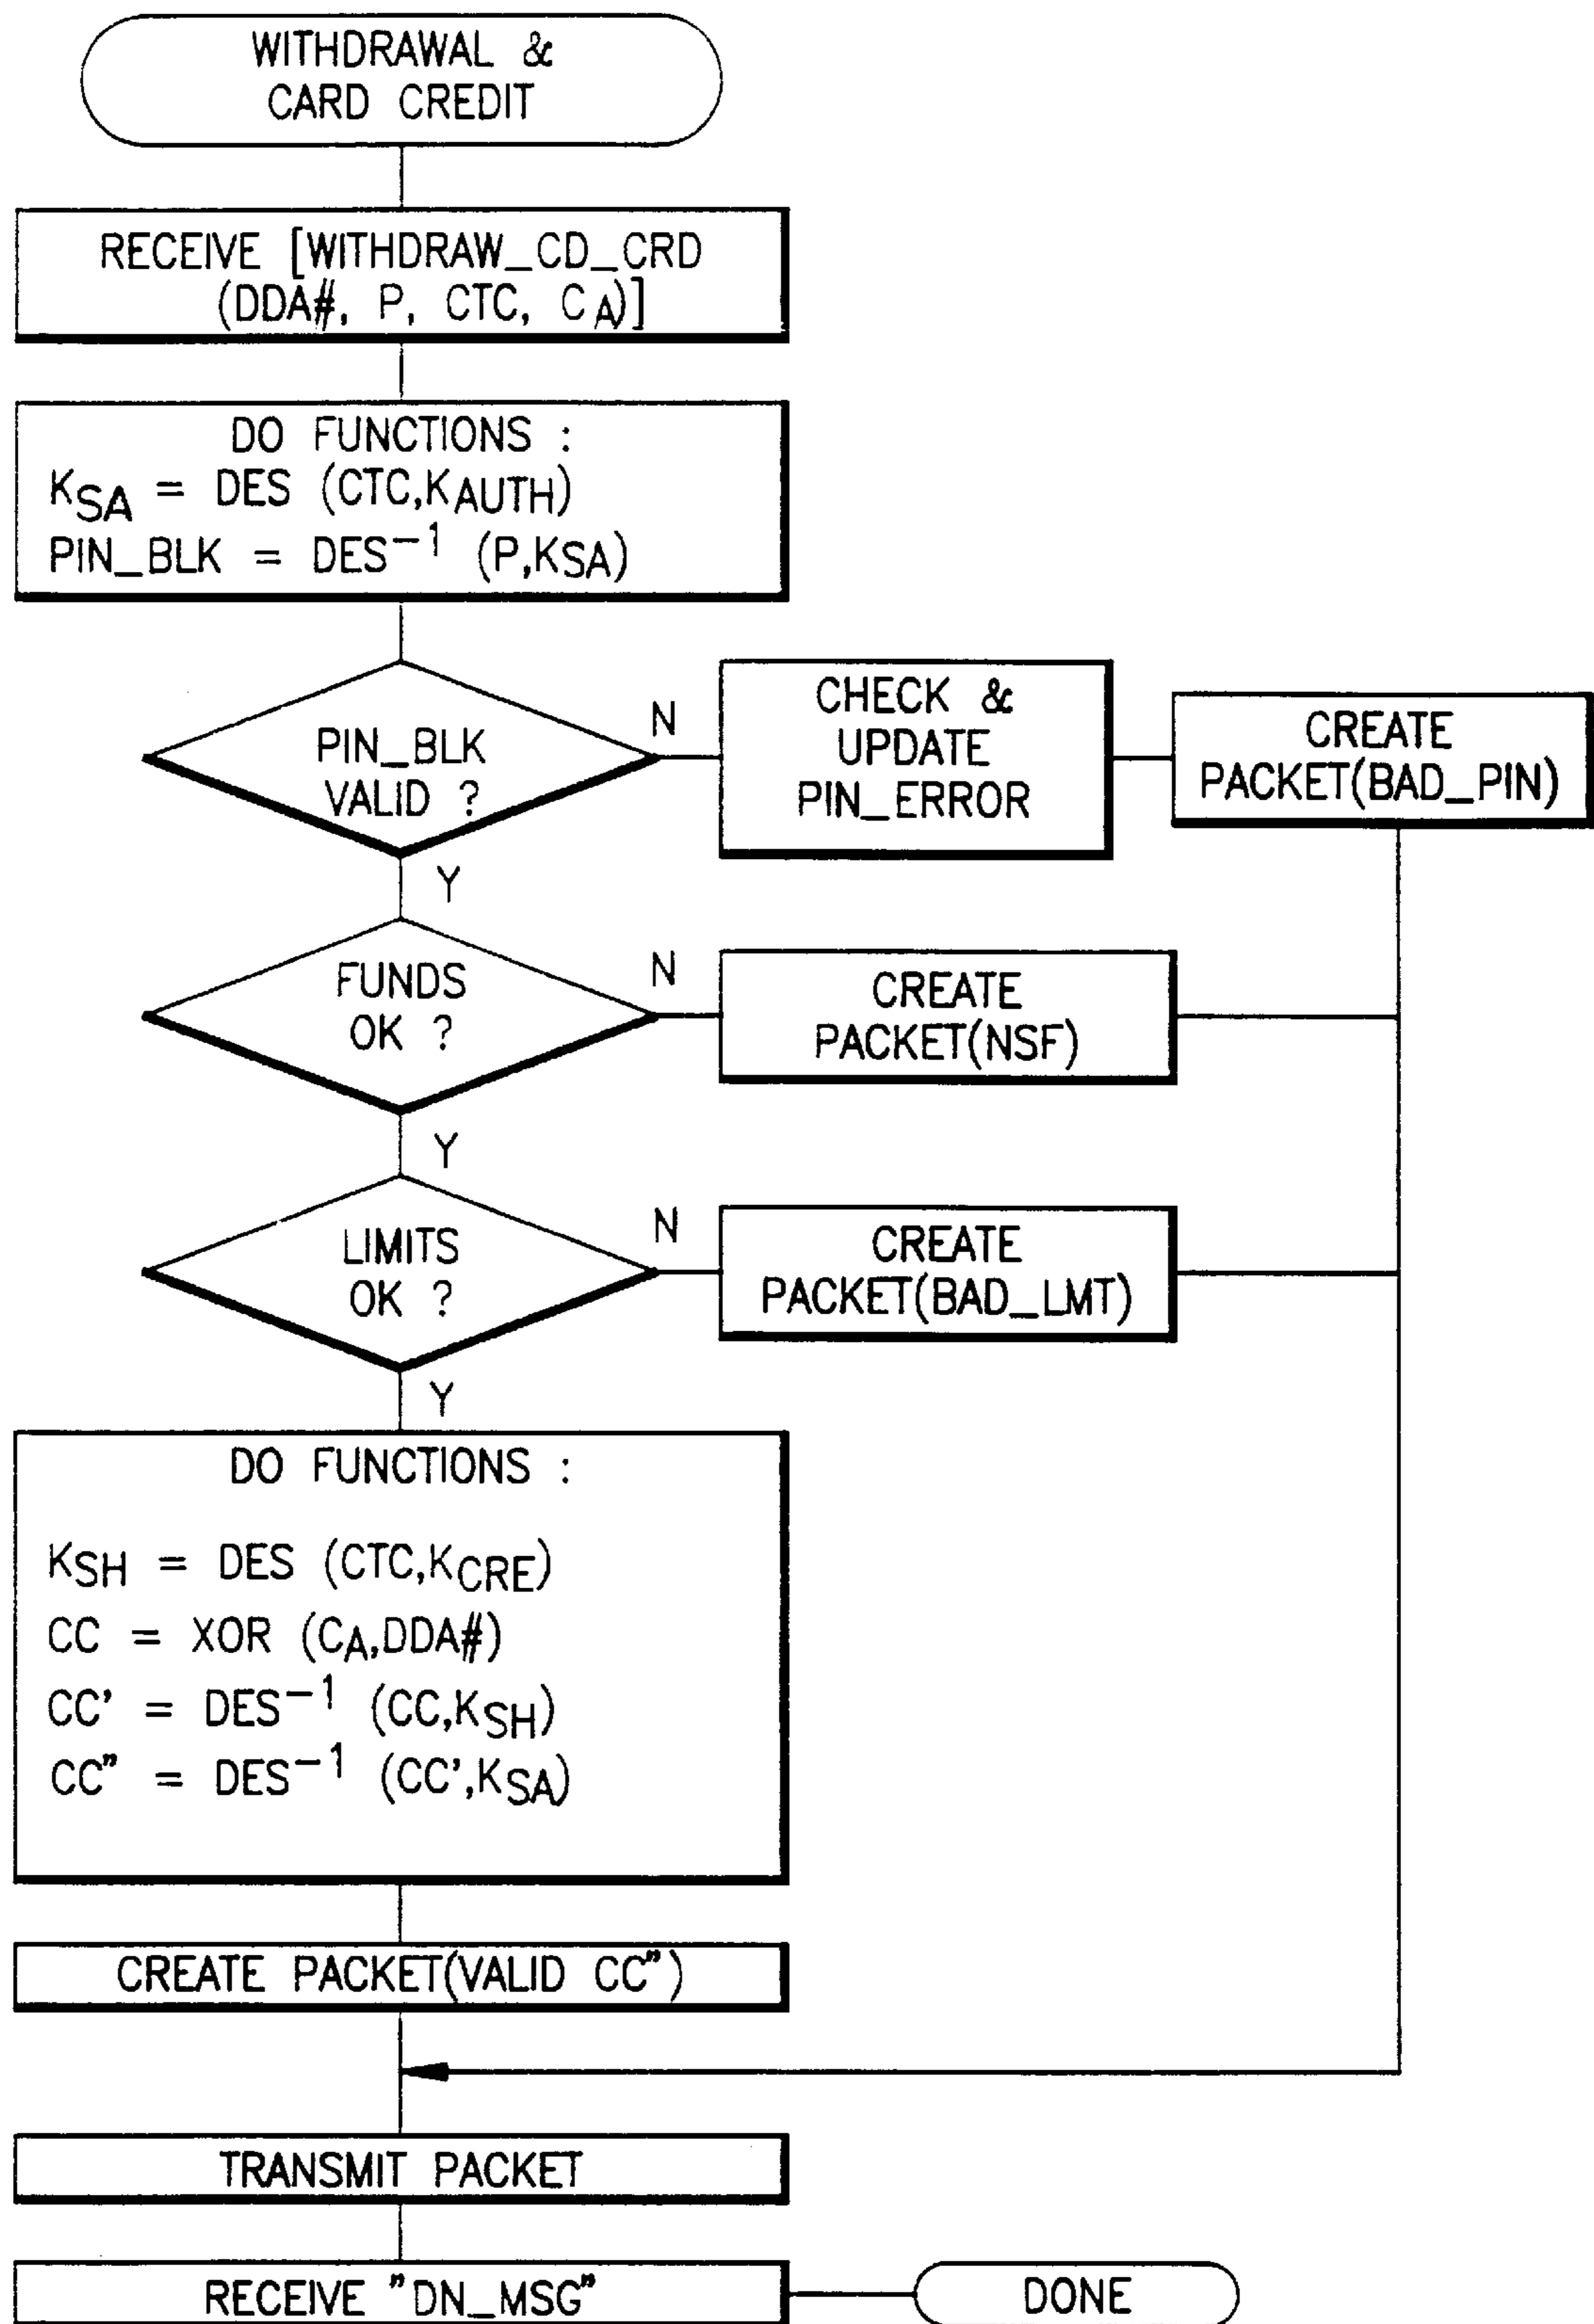 WITHDRAWAL &
CARD CREDIT
RECEIVE [WITHDRAW_CD_CRD
(DDA#, P, CTC, CA)]
DO FUNCTIONS :
KSA = DES (CTC,KAUTH)
PIN_BLK = DES−1 (P,KSA)
PIN_BLK
VALID ?
N
CHECK &
UPDATE
PIN_ERROR
CREATE
PACKET(BAD_PIN)
Y
FUNDS
OK ?
N
CREATE
PACKET(NSF)
Y
LIMITS
OK ?
N
CREATE
PACKET(BAD_LMT)
Y
DO FUNCTIONS :
KSH = DES (CTC,KCRE)
CC = XOR (CA,DDA#)
CC' = DES−1 (CC,KSH)
CC" = DES−1 (CC',KSA)
CREATE PACKET(VALID CC")
TRANSMIT PACKET
RECEIVE "DN_MSG"
DONE